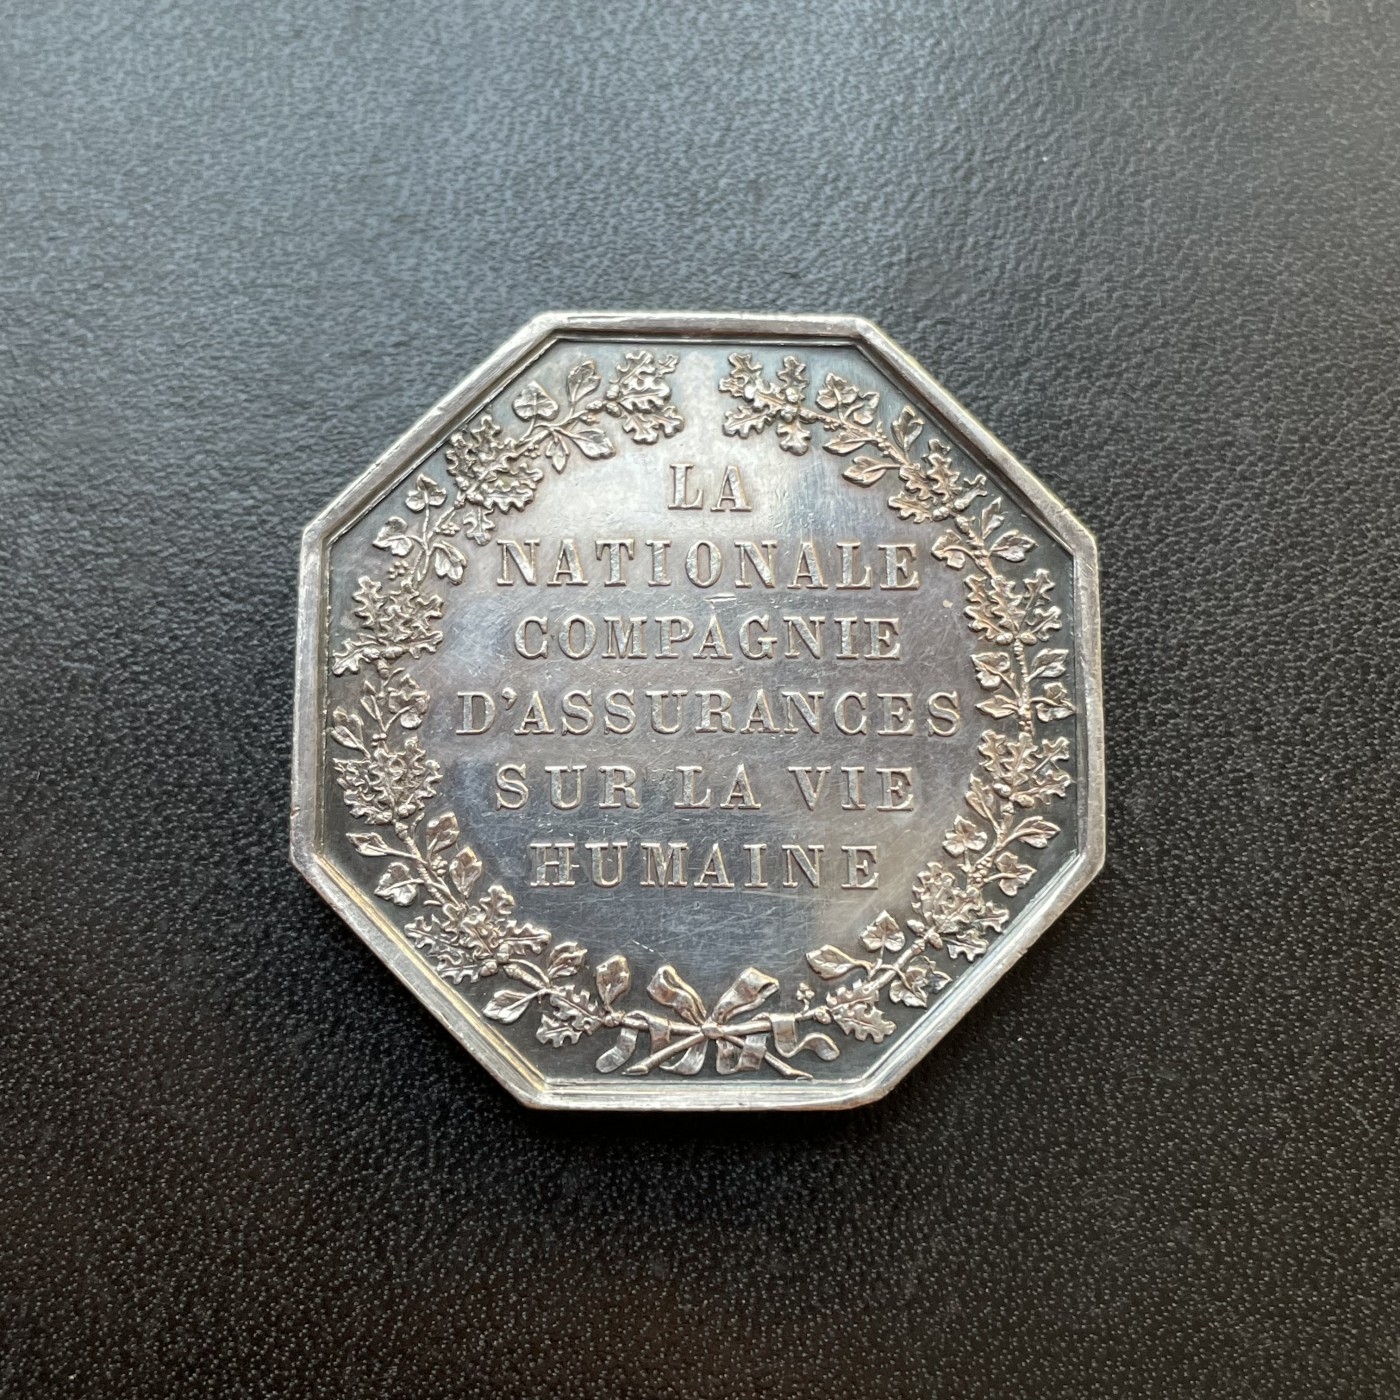 LA
NATIONALE
COMPAGNIE
D'ASSURANCES
SUR LA VIE
HUMAINE